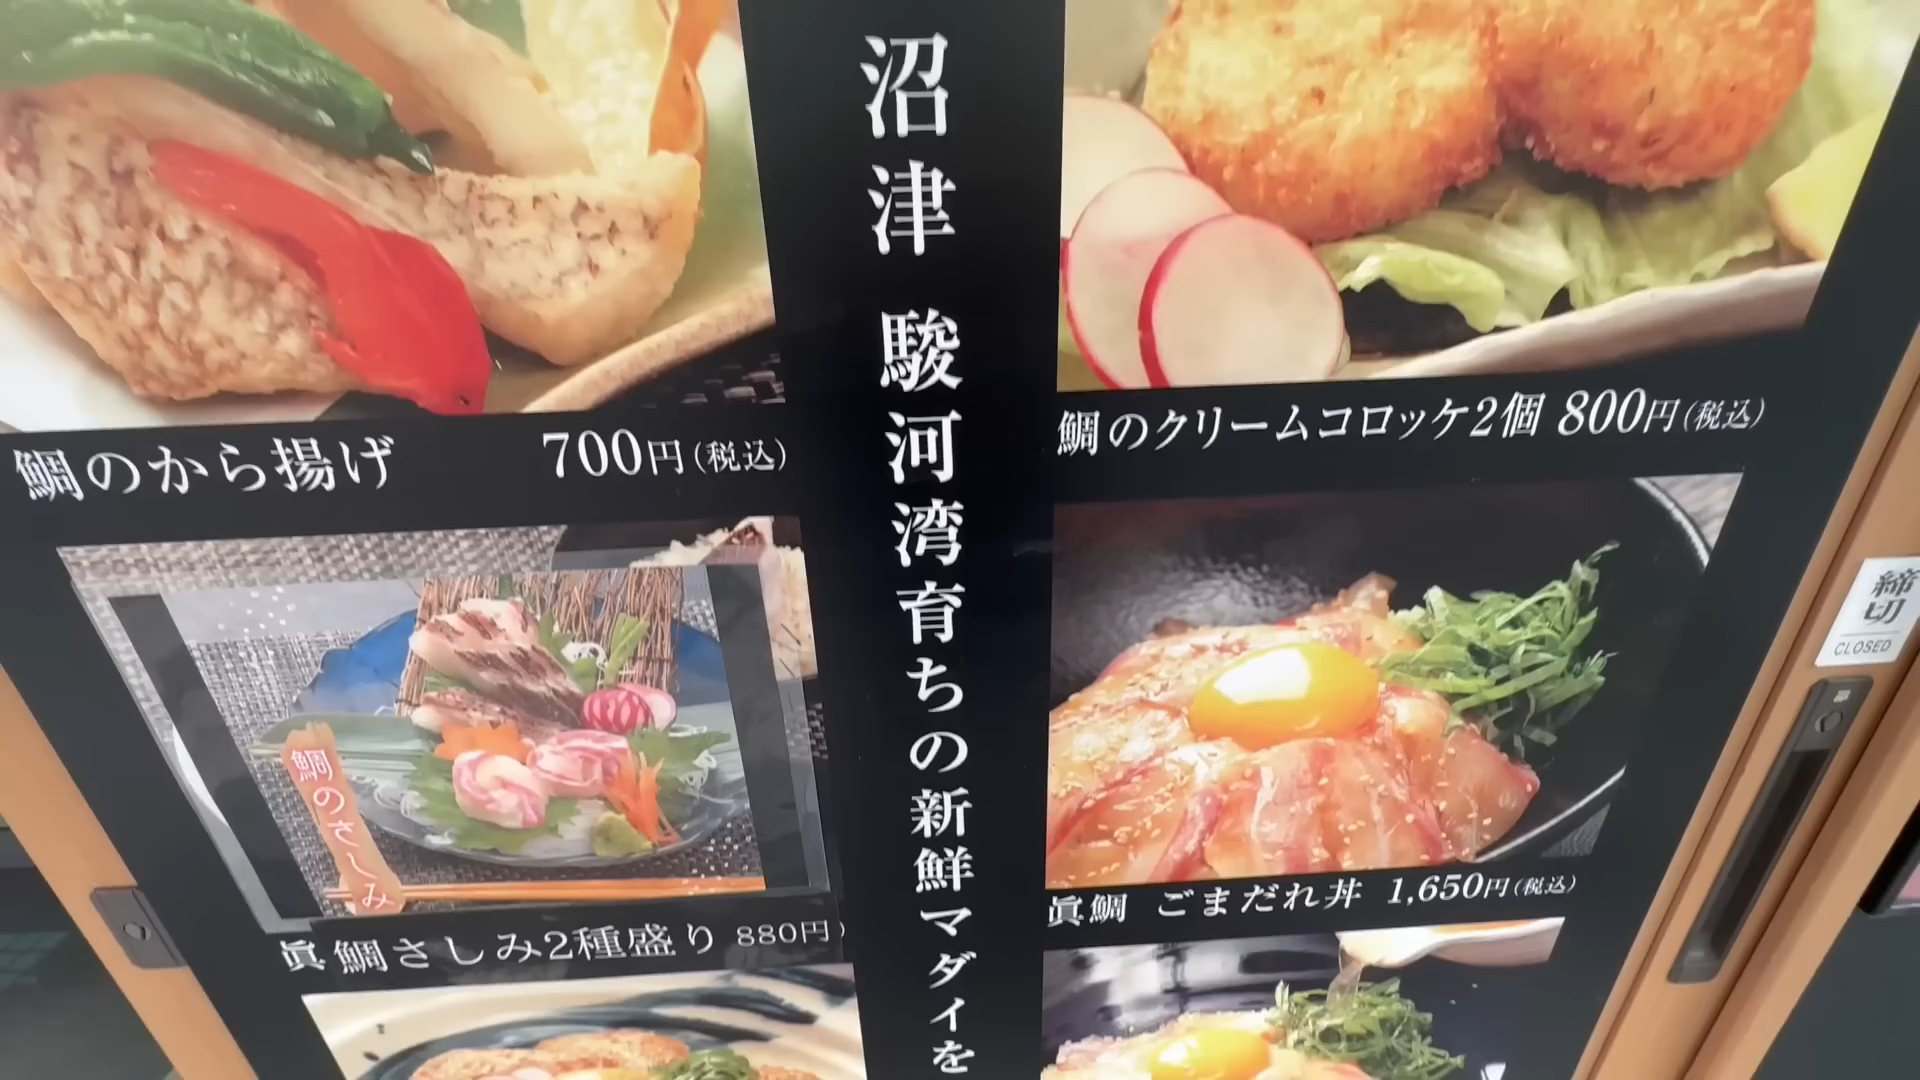 沼津 駿河湾育ちの新鮮マダイを
鯛のから揚げ 700円(税込)
鯛のクリームコロッケ2個 800円(税込)
鯛のさしみ
眞鯛さしみ2種盛り 880円)
眞鯛 ごまだれ丼 1,650円(税込)
締切
CLOSED